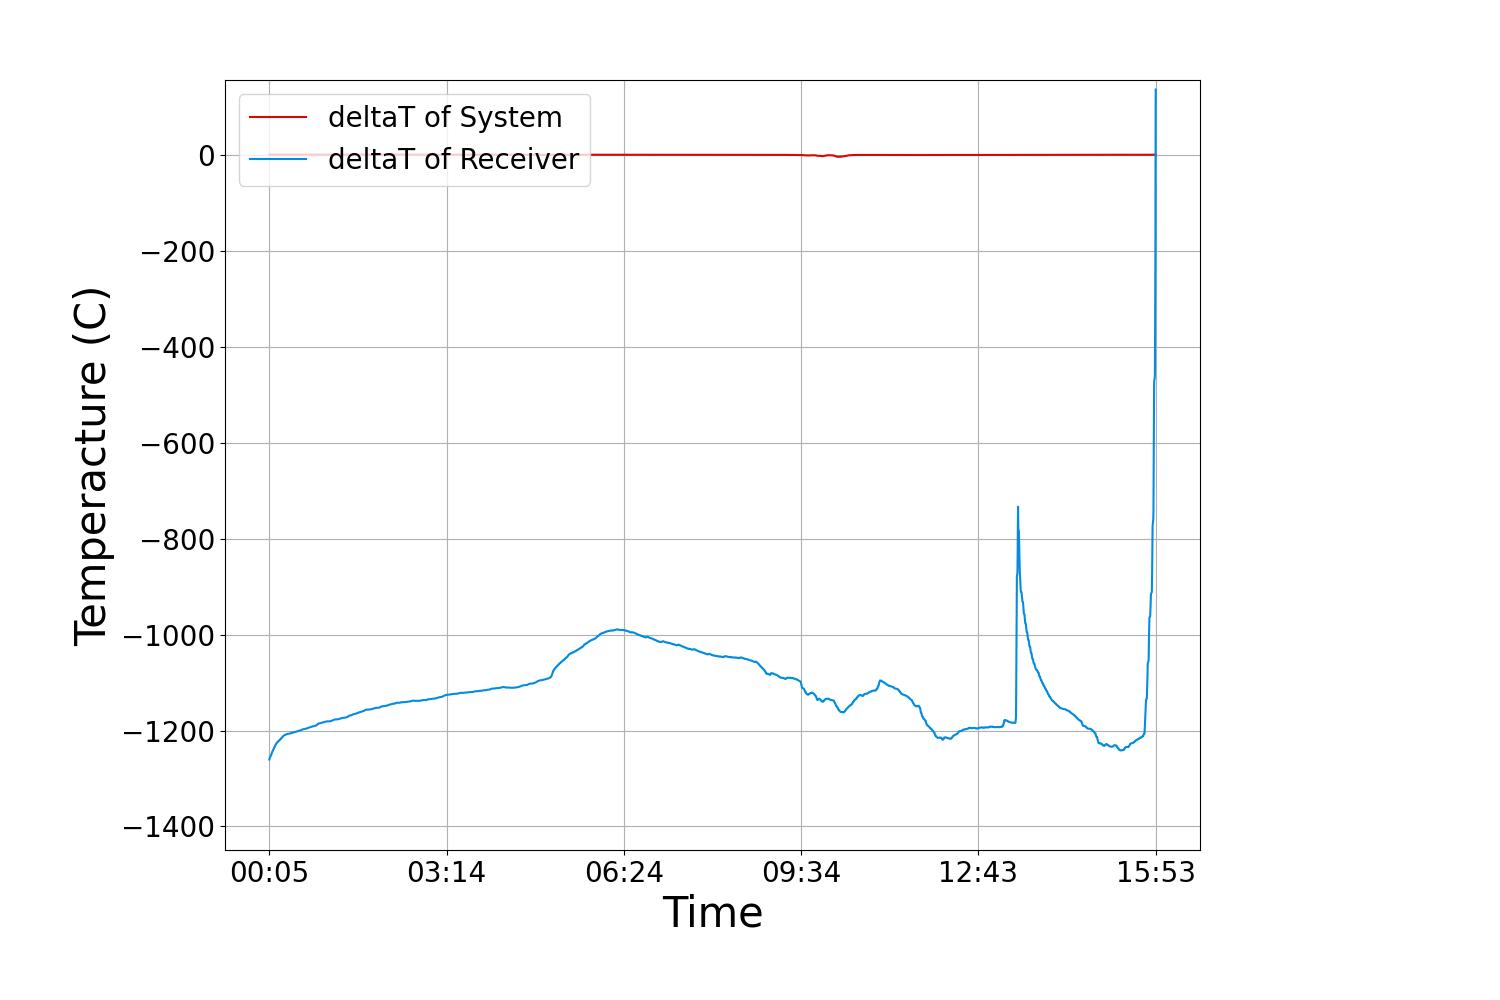 deltaT of System
deltaT of Receiver
0
−200
−400
−600
−800
−1000
−1200
−1400
Temperacture (C)
00:05 03:14 06:24 09:34 12:43 15:53
Time